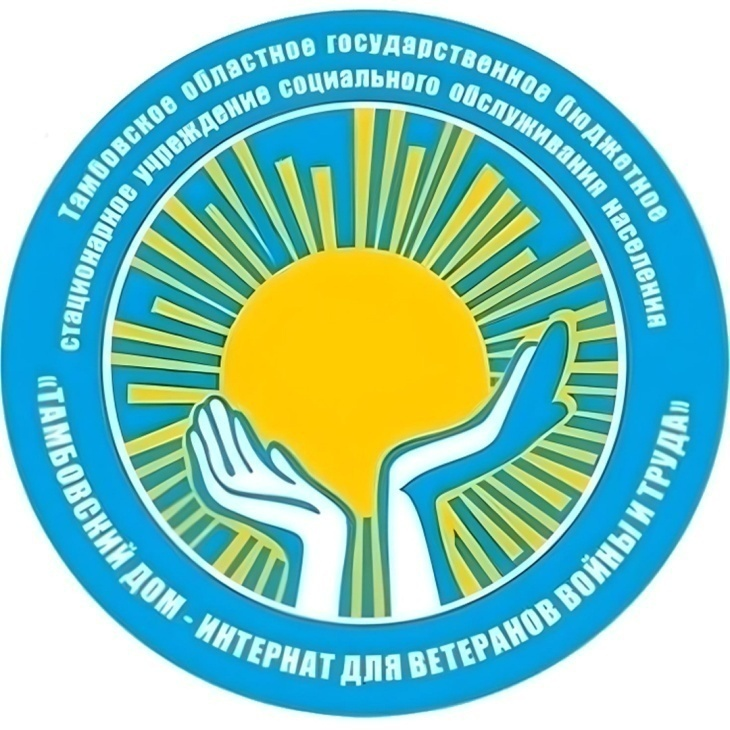 Тамбовское областное государственное бюджетное
стационарное учреждение социального обслуживания населения
«ТАМБОВСКИЙ ДОМ - ИНТЕРНАТ ДЛЯ ВЕТЕРАНОВ ВОЙНЫ И ТРУДА»